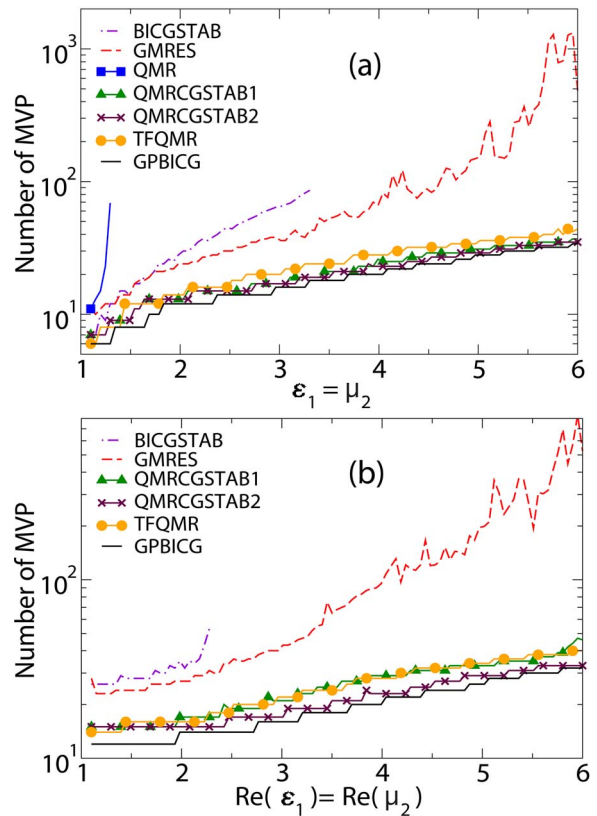 10³
(a)
BICGSTAB
GMRES
QMR
QMRCGSTAB1
QMRCGSTAB2
TFQMR
GPBICG
Number of MVP
10²
10¹
1 2 3 4 5 6
ε₁ = μ₂
(b)
BICGSTAB
GMRES
QMRCGSTAB1
QMRCGSTAB2
TFQMR
GPBICG
Number of MVP
10²
10¹
1 2 3 4 5 6
Re( ε₁)= Re( μ₂)